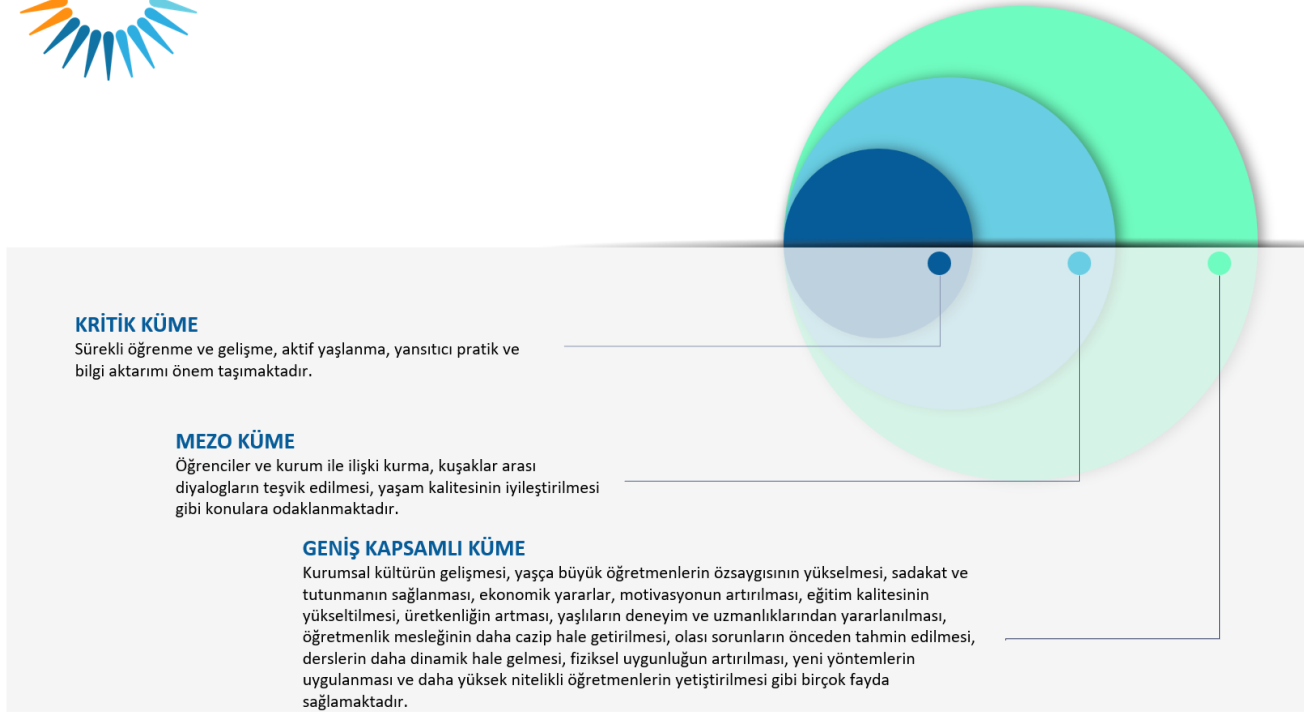 KRİTİK KÜME
Sürekli öğrenme ve gelişme, aktif yaşlanma, yansıtıcı pratik ve
bilgi aktarımı önem taşımaktadır.
MEZO KÜME
Öğrenciler ve kurum ile ilişki kurma, kuşaklar arası
diyalogların teşvik edilmesi, yaşam kalitesinin iyileştirilmesi
gibi konulara odaklanmaktadır.
GENİŞ KAPSAMLI KÜME
Kurumsal kültürün gelişmesi, yaşça büyük öğretmenlerin özsaygısının yükselmesi, sadakat ve
tutunmanın sağlanması, ekonomik yararlar, motivasyonun artırılması, eğitim kalitesinin
yükseltilmesi, üretkenliğin artması, yaşlıların deneyim ve uzmanlıklarından yararlanılması,
öğretmenlik mesleğinin daha cazip hale getirilmesi, olası sorunların önceden tahmin edilmesi,
derslerin daha dinamik hale gelmesi, fiziksel uygunluğun artırılması, yeni yöntemlerin
uygulanması ve daha yüksek nitelikli öğretmenlerin yetiştirilmesi gibi birçok fayda
sağlamaktadır.